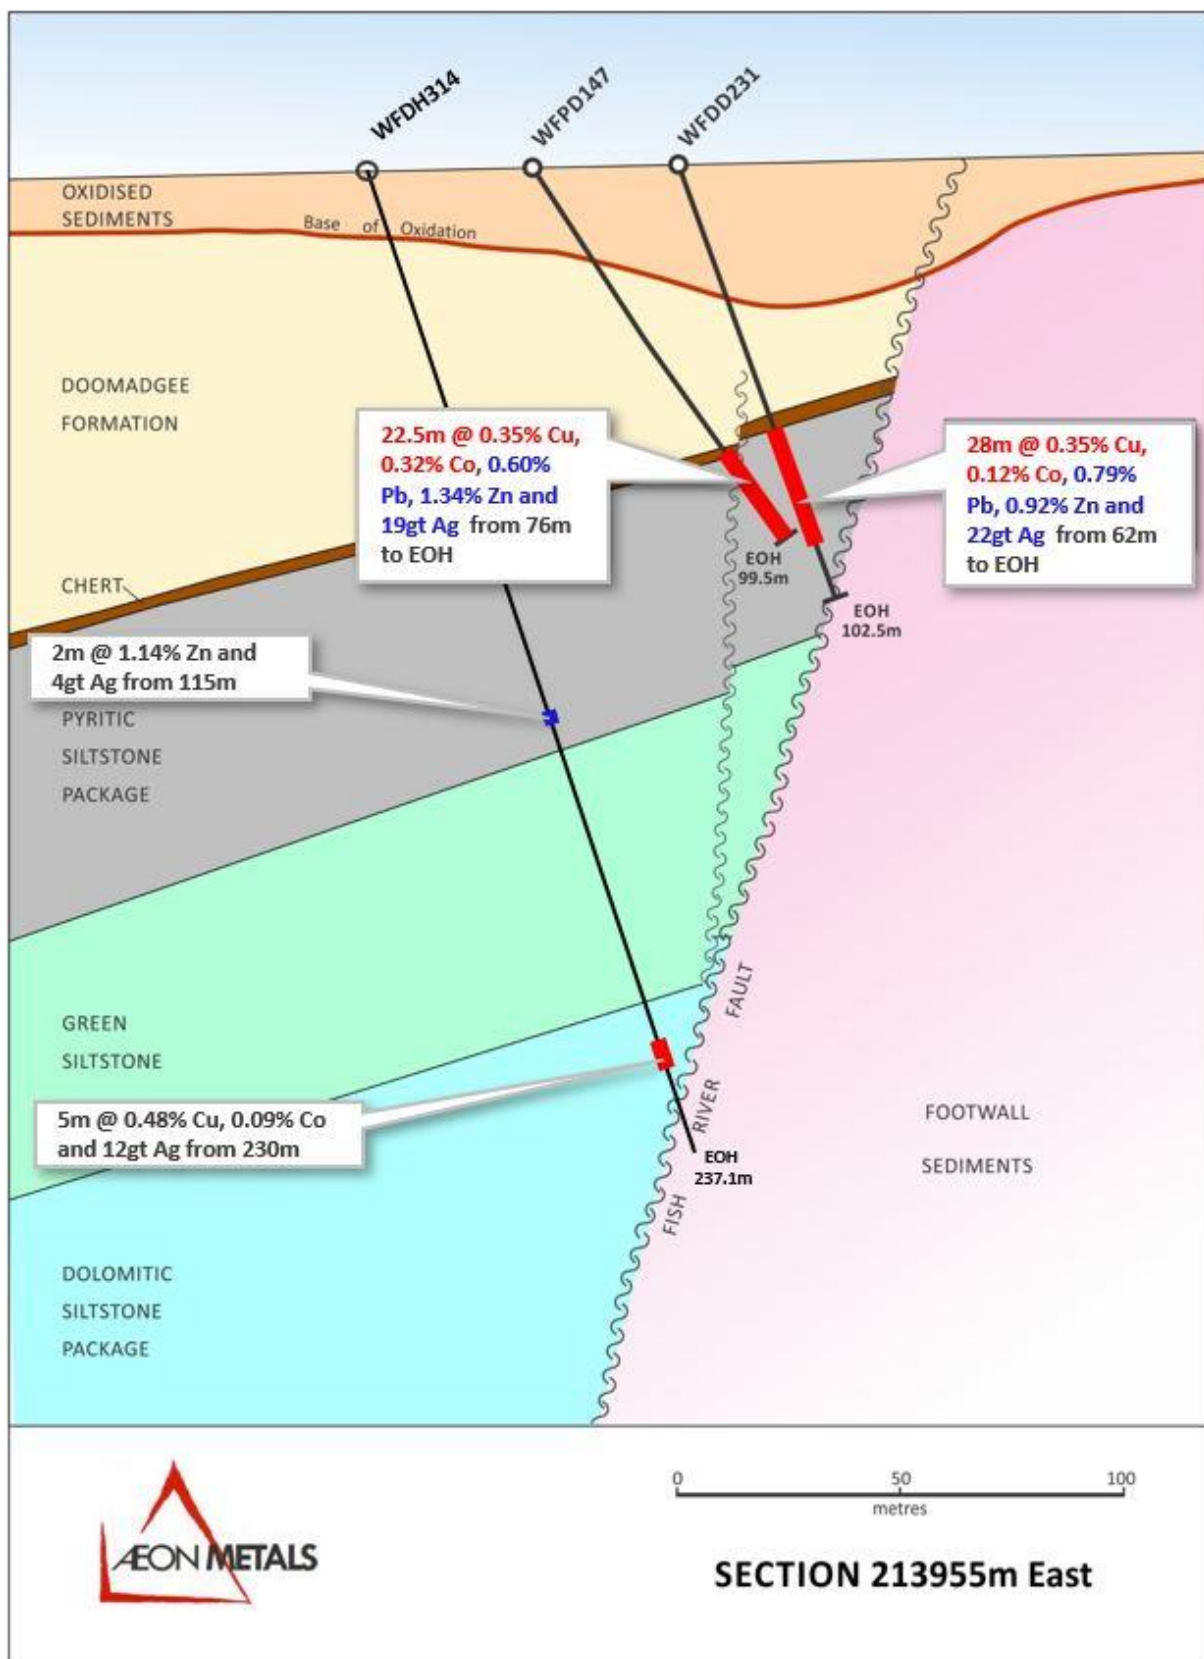 WFDH314
WFPD147
WFDD231
OXIDISED
SEDIMENTS
Base of Oxidation
DOOMADGEE
FORMATION
22.5m @ 0.35% Cu,
0.32% Co, 0.60%
Pb, 1.34% Zn and
19gt Ag from 76m
to EOH
28m @ 0.35% Cu,
0.12% Co, 0.79%
Pb, 0.92% Zn and
22gt Ag from 62m
to EOH
EOH
99.5m
CHERT
EOH
102.5m
2m @ 1.14% Zn and
4gt Ag from 115m
PYRITIC
SILTSTONE
PACKAGE
GREEN
SILTSTONE
FISH RIVER FAULT
5m @ 0.48% Cu, 0.09% Co
and 12gt Ag from 230m
EOH
237.1m
FOOTWALL
SEDIMENTS
DOLOMITIC
SILTSTONE
PACKAGE
0 50 100
metres
ÆON METALS
SECTION 213955m East